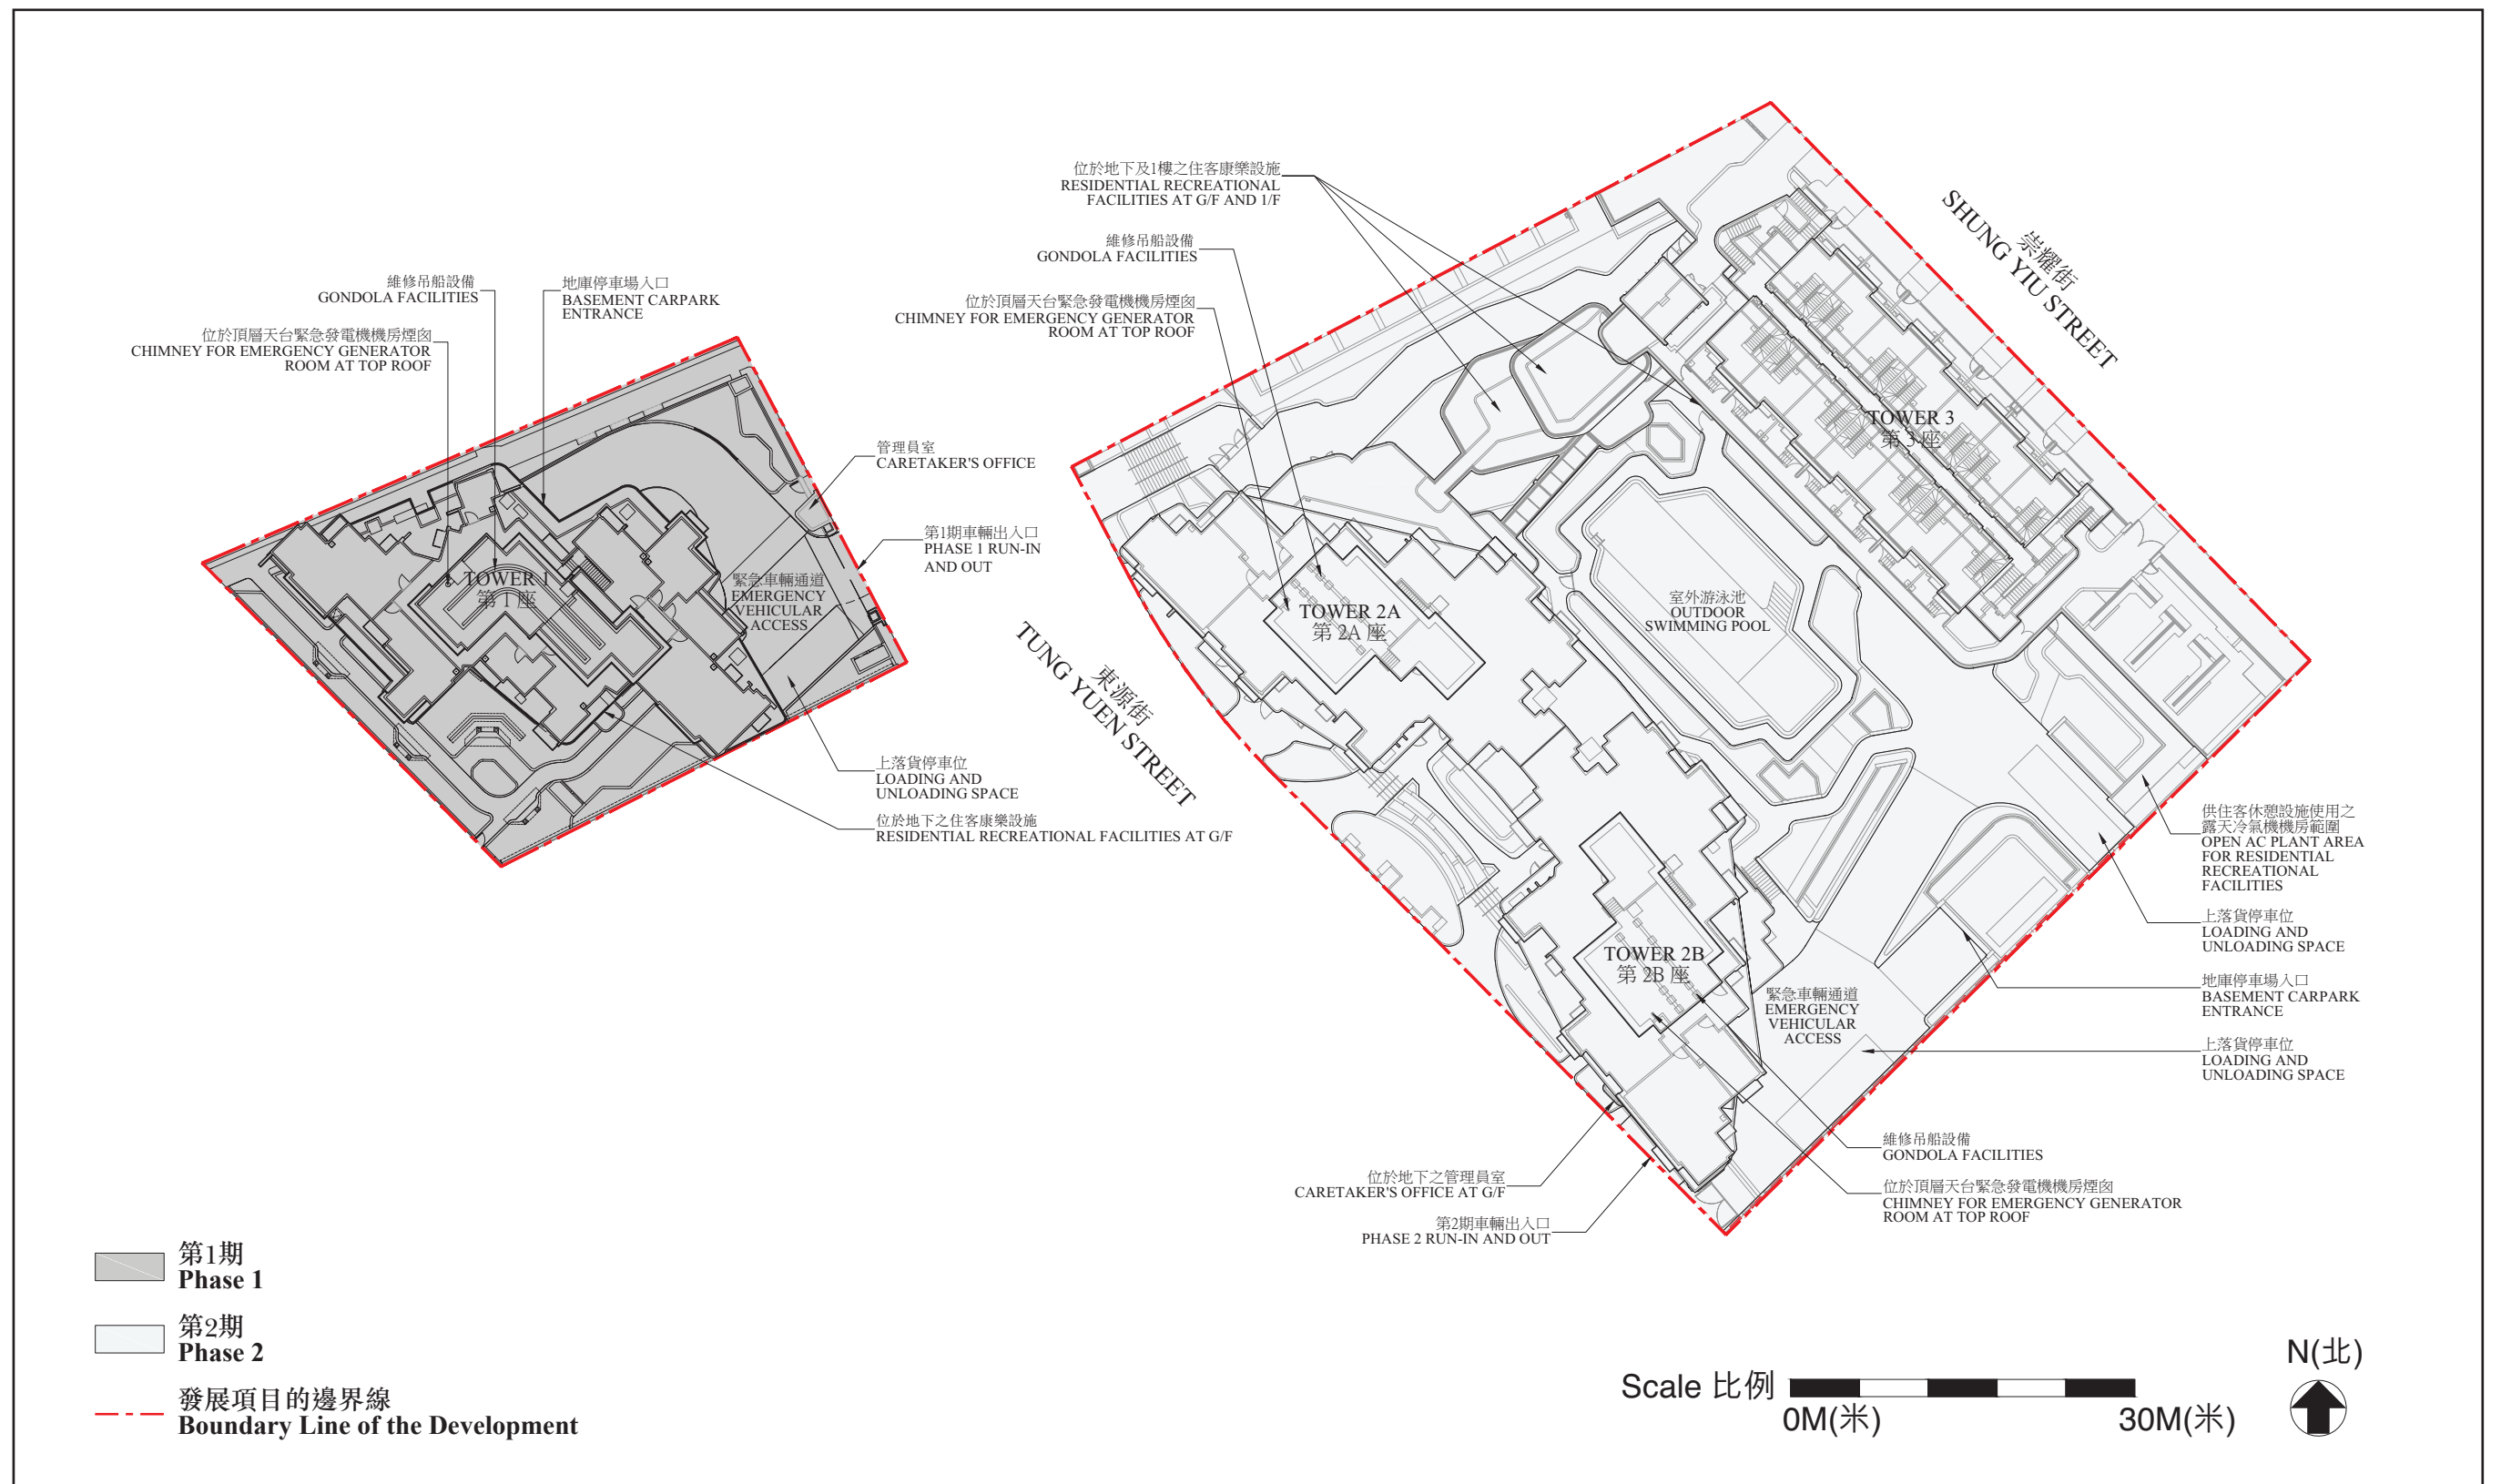 維修吊船設備
GONDOLA FACILITIES
地庫停車場入口
BASEMENT CARPARK
ENTRANCE
位於頂層天台緊急發電機機房煙囪
CHIMNEY FOR EMERGENCY GENERATOR
ROOM AT TOP ROOF
管理員室
CARETAKER'S OFFICE
第1期車輛出入口
PHASE 1 RUN-IN
AND OUT
TOWER 1
第 1 座
緊急車輛通道
EMERGENCY
VEHICULAR
ACCESS
上落貨停車位
LOADING AND
UNLOADING SPACE
位於地下之住客康樂設施
RESIDENTIAL RECREATIONAL FACILITIES AT G/F
位於地下及1樓之住客康樂設施
RESIDENTIAL RECREATIONAL
FACILITIES AT G/F AND 1/F
維修吊船設備
GONDOLA FACILITIES
位於頂層天台緊急發電機機房煙囪
CHIMNEY FOR EMERGENCY GENERATOR
ROOM AT TOP ROOF
崇耀街
SHUNG YIU STREET
TOWER 3
第 3 座
TOWER 2A
第 2A 座
室外游泳池
OUTDOOR
SWIMMING POOL
東源街
TUNG YUEN STREET
TOWER 2B
第 2B 座
緊急車輛通道
EMERGENCY
VEHICULAR
ACCESS
供住客休憩設施使用之
露天冷氣機機房範圍
OPEN AC PLANT AREA
FOR RESIDENTIAL
RECREATIONAL
FACILITIES
上落貨停車位
LOADING AND
UNLOADING SPACE
地庫停車場入口
BASEMENT CARPARK
ENTRANCE
上落貨停車位
LOADING AND
UNLOADING SPACE
維修吊船設備
GONDOLA FACILITIES
位於頂層天台緊急發電機機房煙囪
CHIMNEY FOR EMERGENCY GENERATOR
ROOM AT TOP ROOF
位於地下之管理員室
CARETAKER'S OFFICE AT G/F
第2期車輛出入口
PHASE 2 RUN-IN AND OUT
第1期
Phase 1
第2期
Phase 2
發展項目的邊界線
Boundary Line of the Development
Scale 比例
0M(米)
30M(米)
N(北)